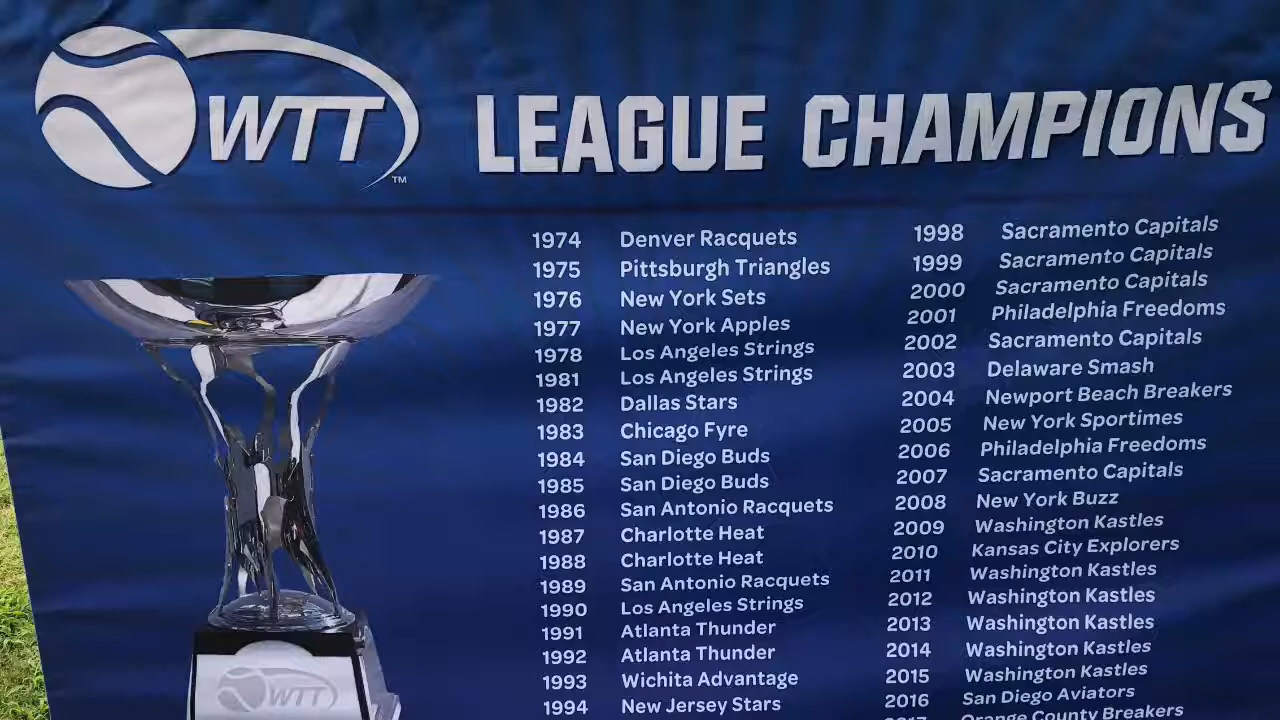 WTT
TM
LEAGUE CHAMPIONS
1974 Denver Racquets
1975 Pittsburgh Triangles
1976 New York Sets
1977 New York Apples
1978 Los Angeles Strings
1981 Los Angeles Strings
1982 Dallas Stars
1983 Chicago Fyre
1984 San Diego Buds
1985 San Diego Buds
1986 San Antonio Racquets
1987 Charlotte Heat
1988 Charlotte Heat
1989 San Antonio Racquets
1990 Los Angeles Strings
1991 Atlanta Thunder
1992 Atlanta Thunder
1993 Wichita Advantage
1994 New Jersey Stars
1998 Sacramento Capitals
1999 Sacramento Capitals
2000 Sacramento Capitals
2001 Philadelphia Freedoms
2002 Sacramento Capitals
2003 Delaware Smash
2004 Newport Beach Breakers
2005 New York Sportimes
2006 Philadelphia Freedoms
2007 Sacramento Capitals
2008 New York Buzz
2009 Washington Kastles
2010 Kansas City Explorers
2011 Washington Kastles
2012 Washington Kastles
2013 Washington Kastles
2014 Washington Kastles
2015 Washington Kastles
2016 San Diego Aviators
2017 Orange County Breakers
WTT